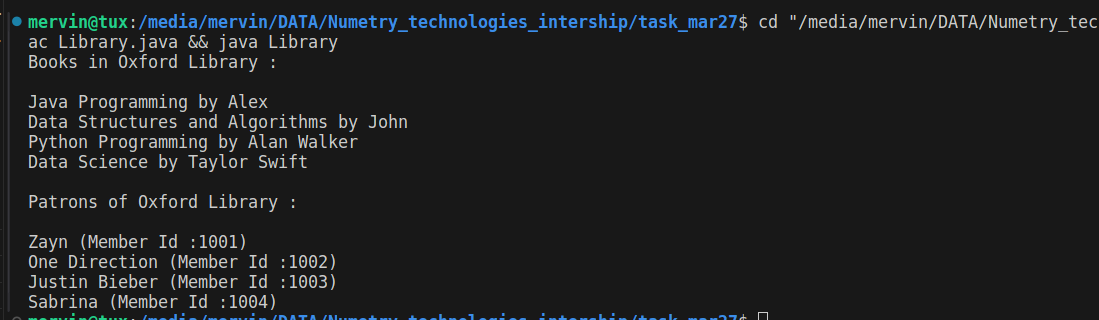 mervin@tux:/media/mervin/DATA/Numetry_technologies_intership/task_mar27$ cd "/media/mervin/DATA/Numetry_tec
ac Library.java && java Library
Books in Oxford Library :
Java Programming by Alex
Data Structures and Algorithms by John
Python Programming by Alan Walker
Data Science by Taylor Swift
Patrons of Oxford Library :
Zayn (Member Id :1001)
One Direction (Member Id :1002)
Justin Bieber (Member Id :1003)
Sabrina (Member Id :1004)
mervin@tux:/media/mervin/DATA/Numetry_technologies_intership/task_mar27$